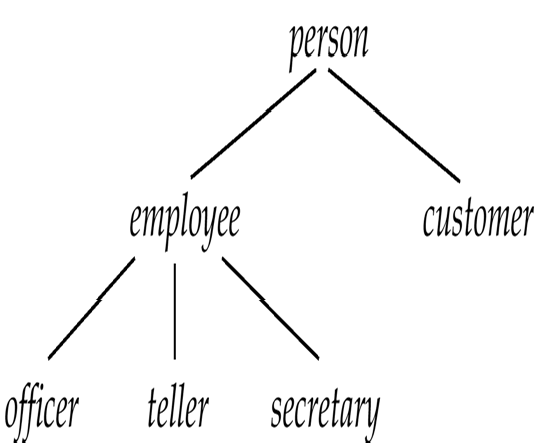 person
employee customer
officer teller secretary